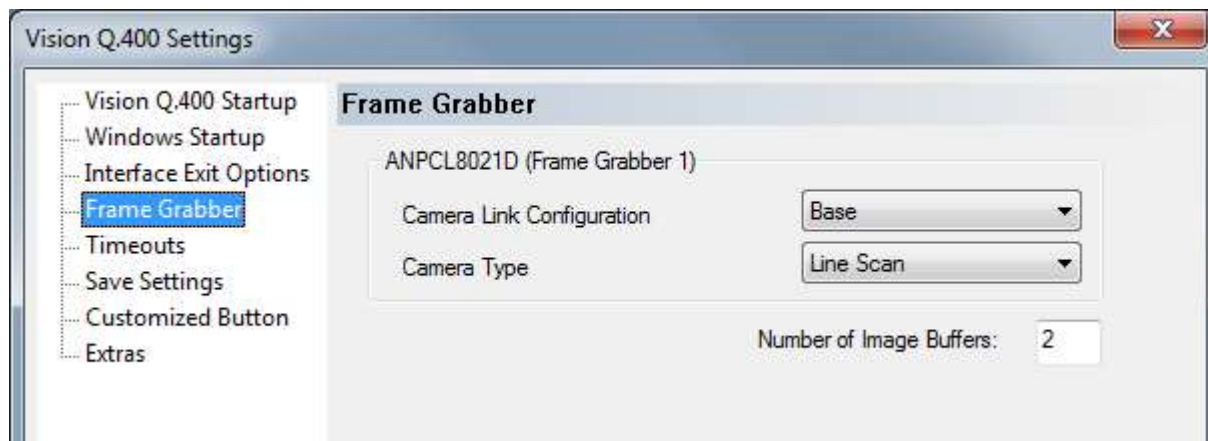 Vision Q.400 Settings
Vision Q.400 Startup
Windows Startup
Interface Exit Options
Frame Grabber
Timeouts
Save Settings
Customized Button
Extras
Frame Grabber
ANPCL8021D (Frame Grabber 1)
Camera Link Configuration
Base
Camera Type
Line Scan
Number of Image Buffers:
2